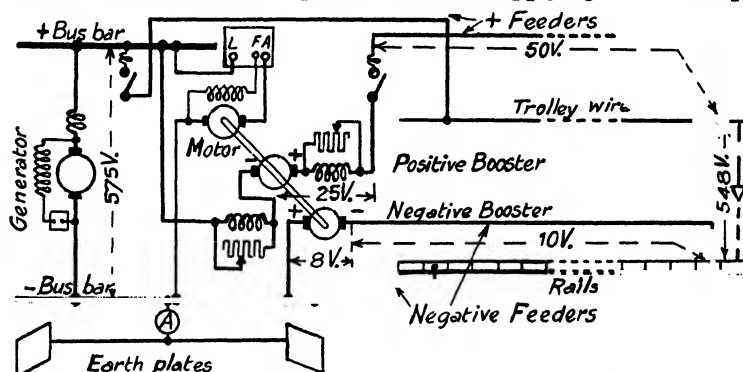 + Bus bar
L F A
+ Feeders
50V.
Trolley wire
Motor
Generator
575V.
+
-
Positive Booster
25V.
548V.
+
-
Negative Booster
8V.
10V.
- Bus bar
Rails
A
Negative Feeders
Earth plates